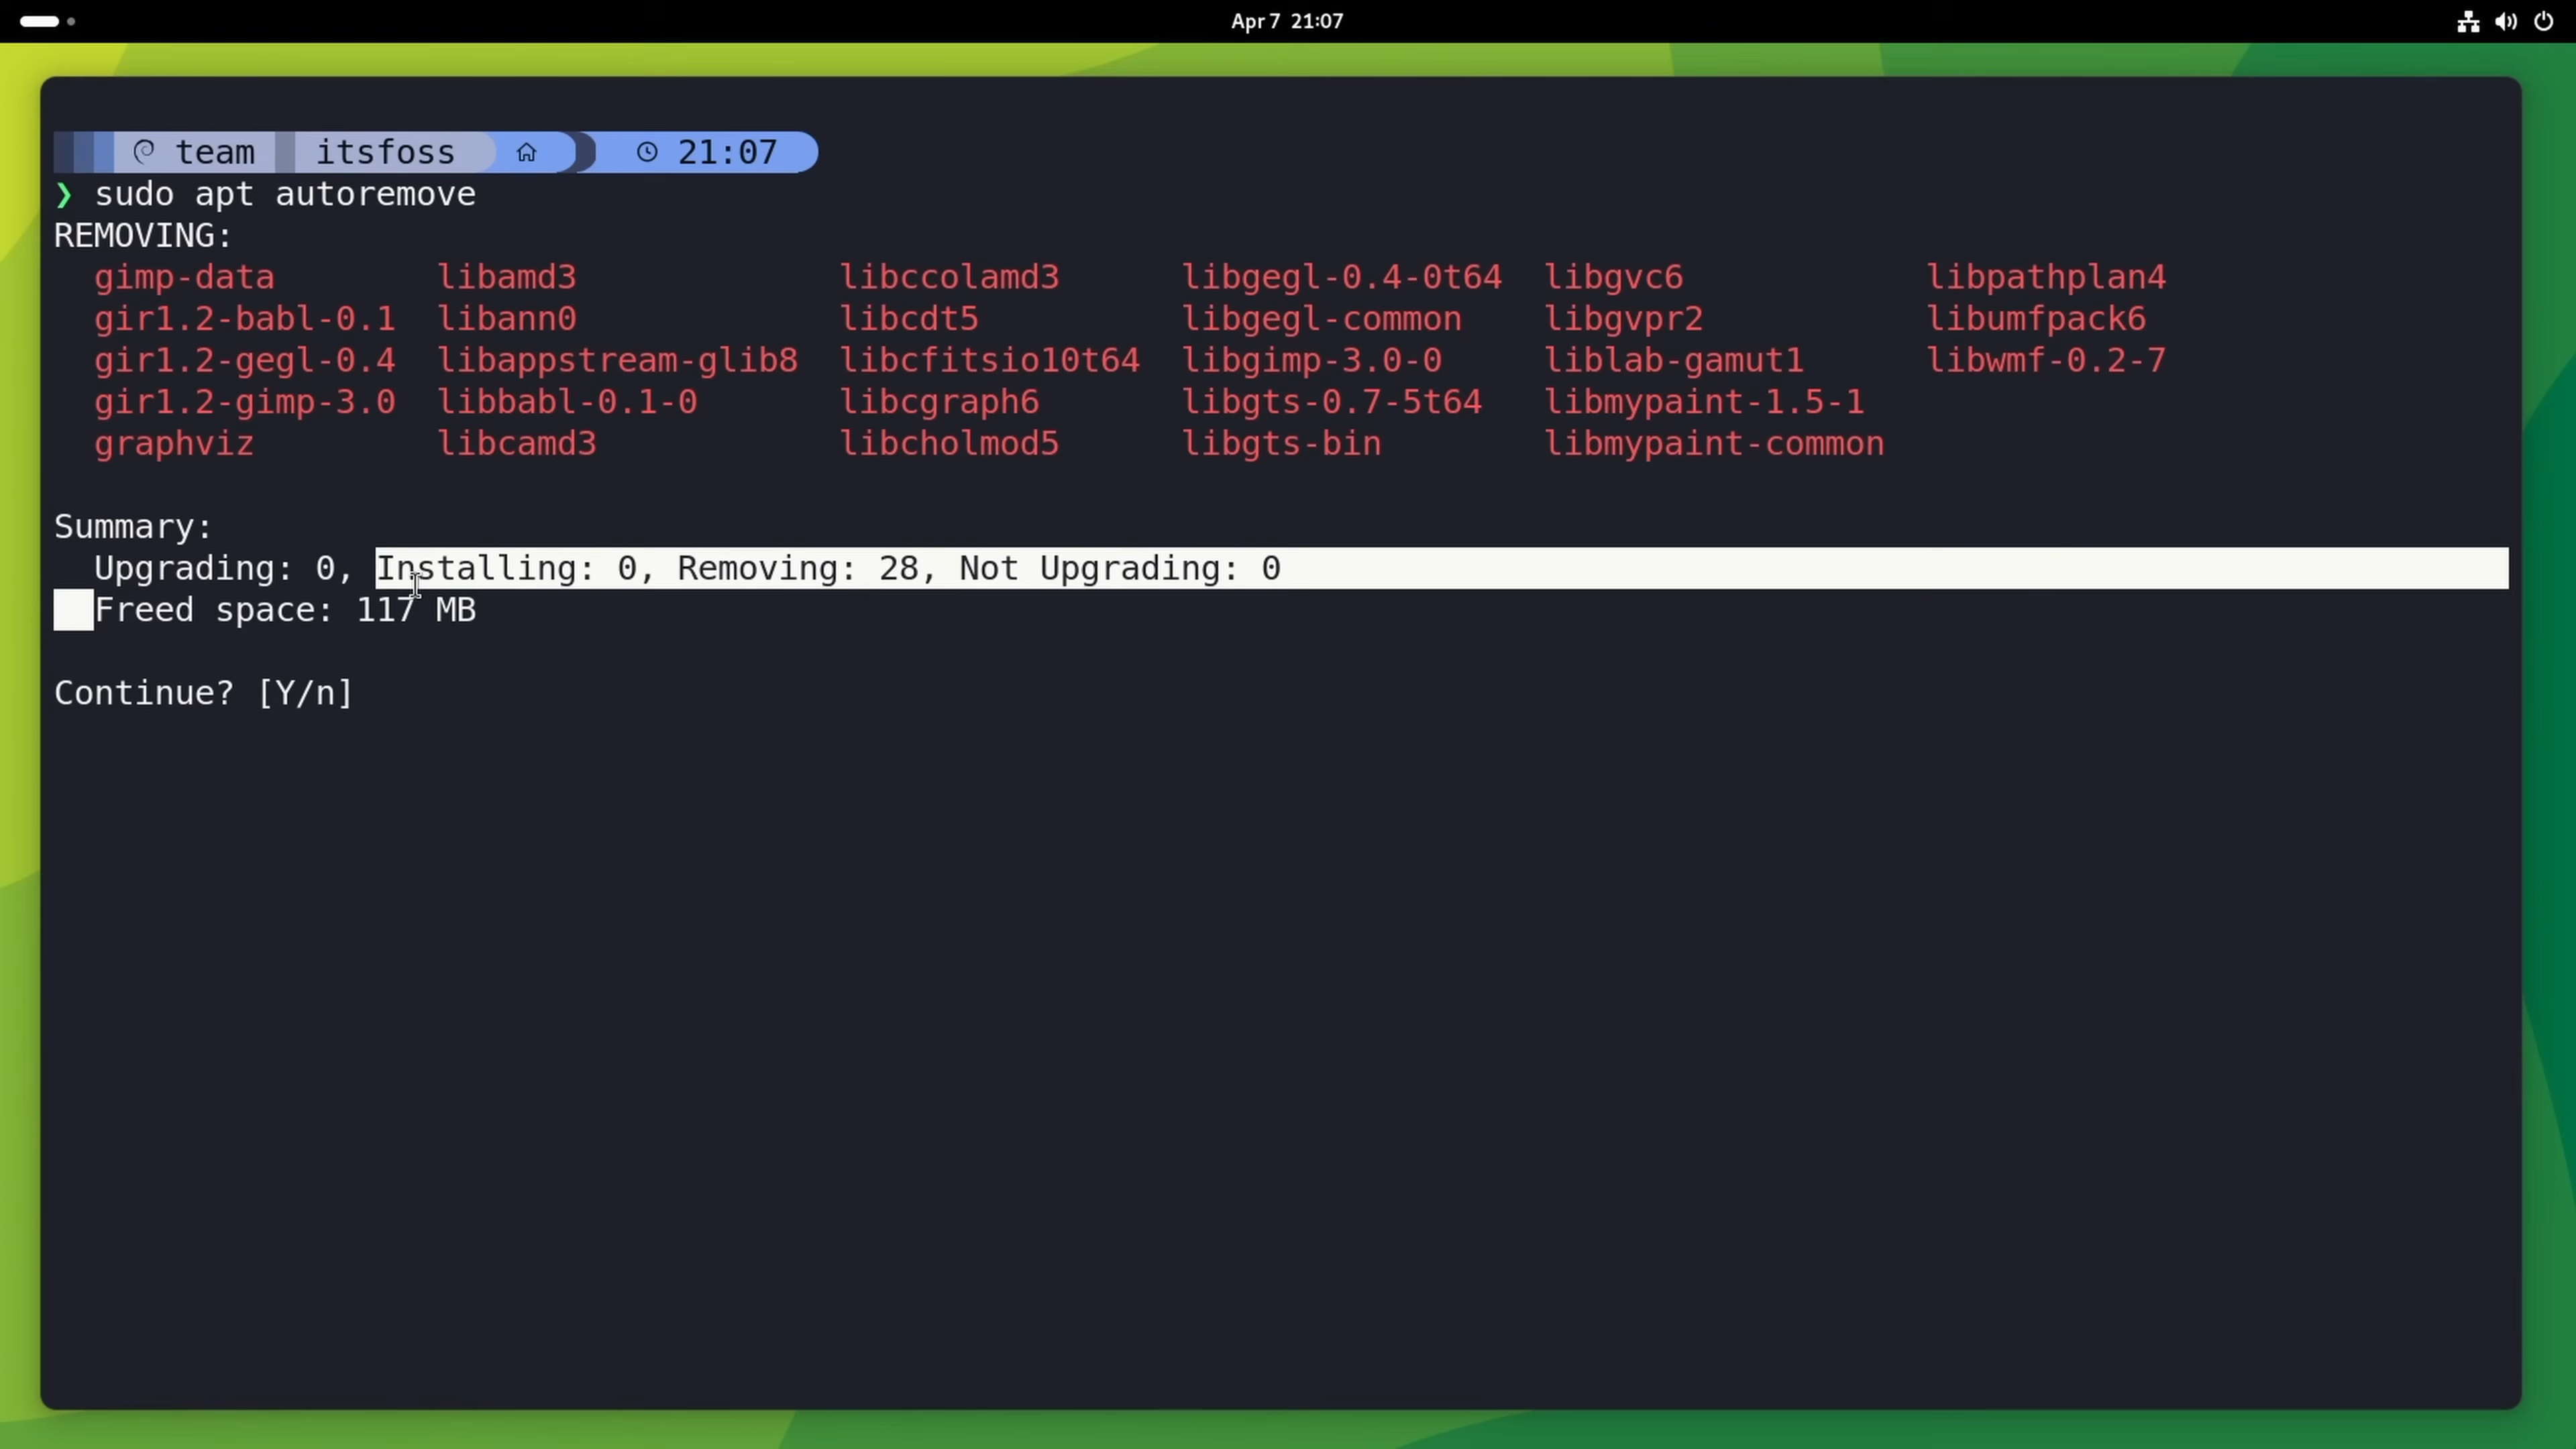 Apr 7 21:07
team itsfoss 21:07
❯ sudo apt autoremove
REMOVING:
gimp-data libamd3 libccolamd3 libgegl-0.4-0t64 libgvc6 libpathplan4
gir1.2-babl-0.1 libann0 libcdt5 libgegl-common libgvpr2 libumfpack6
gir1.2-gegl-0.4 libappstream-glib8 libcfitsio10t64 libgimp-3.0-0 liblab-gamut1 libwmf-0.2-7
gir1.2-gimp-3.0 libbabl-0.1-0 libcgraph6 libgts-0.7-5t64 libmypaint-1.5-1
graphviz libcamd3 libcholmod5 libgts-bin libmypaint-common
Summary:
Upgrading: 0, Installing: 0, Removing: 28, Not Upgrading: 0
Freed space: 117 MB
Continue? [Y/n]